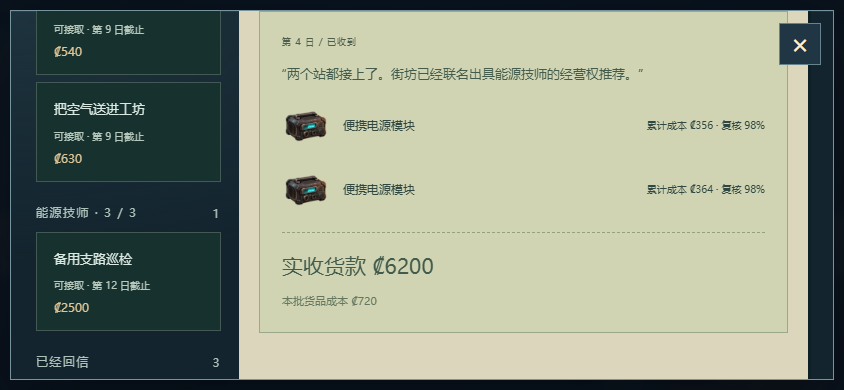 可接取 · 第 9 日截止
₡540
把空气送进工坊
可接取 · 第 9 日截止
₡630
能源技师 · 3 / 3 1
备用支路巡检
可接取 · 第 12 日截止
₡2500
已经回信 3
第 4 日 / 已收到
“两个站都接上了。街坊已经联名出具能源技师的经营权推荐。”
便携电源模块 累计成本 ₡356 · 复核 98%
便携电源模块 累计成本 ₡364 · 复核 98%
实收货款 ₡6200
本批货品成本 ₡720
×